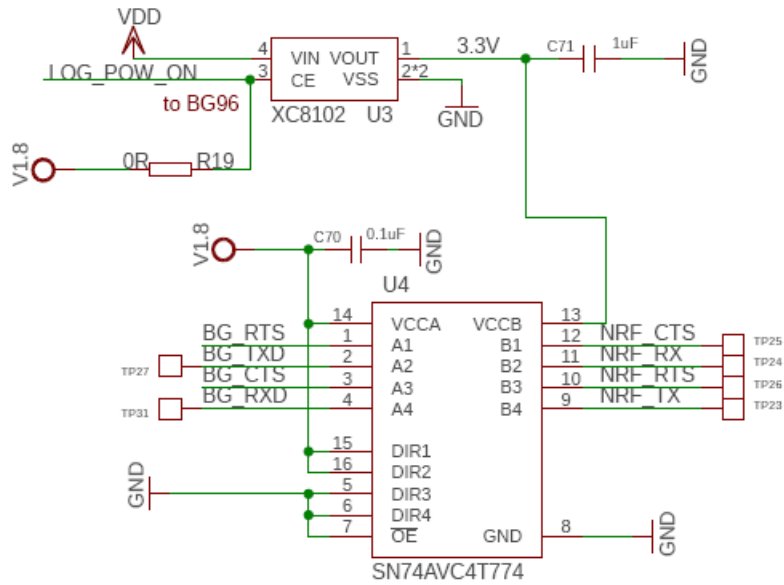 VDD
4 VIN VOUT 1 3.3V C71 1uF GND
LOG_POW_ON 3 CE VSS 2*2
to BG96 XC8102 U3 GND
V1.8 0R R19
V1.8 C70 0.1uF GND
U4
14 VCCA VCCB 13
BG_RTS 1 A1 B1 12 NRF_CTS TP25
TP27 BG_TXD 2 A2 B2 11 NRF_RX TP24
BG_CTS 3 A3 B3 10 NRF_RTS TP26
TP31 BG_RXD 4 A4 B4 9 NRF_TX TP23
15 DIR1
16 DIR2
GND 5 DIR3
6 DIR4
7 OE GND 8 GND
SN74AVC4T774